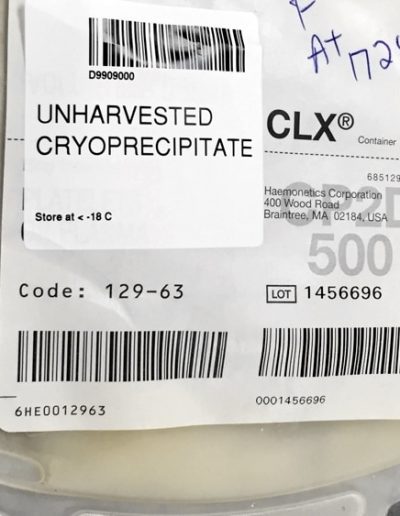 D9909000
UNHARVESTED
CRYOPRECIPITATE
Store at < -18 C
A+
CLX®
Container
Haemonetics Corporation
400 Wood Road
Braintree, MA 02184, USA
CP2D
500
Code: 129-63
LOT 1456696
6HE0012963
0001456696